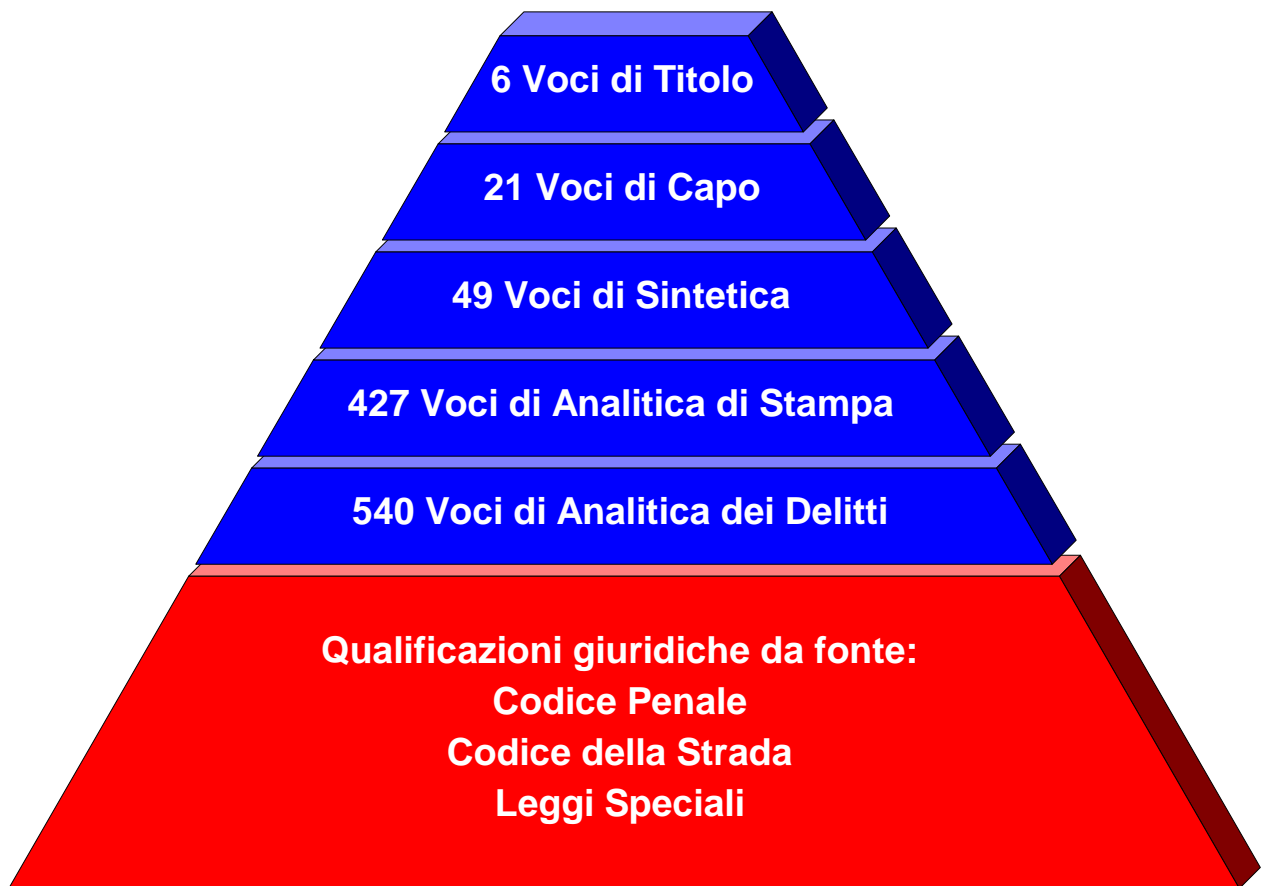 6 Voci di Titolo
21 Voci di Capo
49 Voci di Sintetica
427 Voci di Analitica di Stampa
540 Voci di Analitica dei Delitti
Qualificazioni giuridiche da fonte:
Codice Penale
Codice della Strada
Leggi Speciali